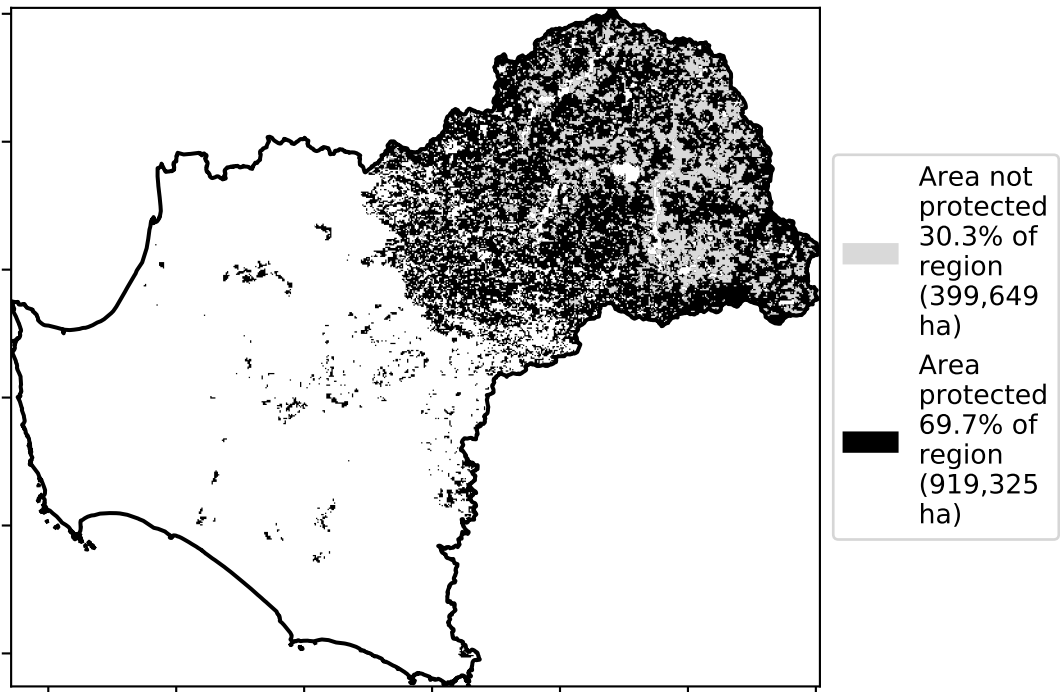 Area not
protected
30.3% of
region
(399,649
ha)
Area
protected
69.7% of
region
(919,325
ha)